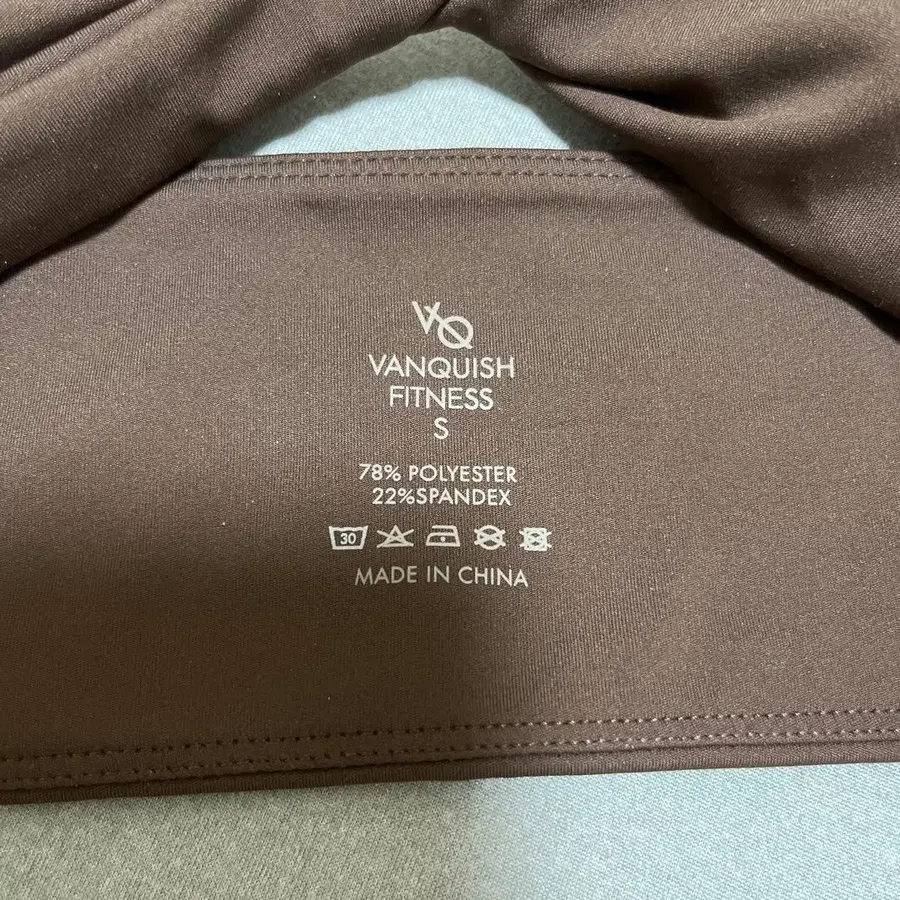 VQ
VANQUISH
FITNESS
S
78% POLYESTER
22%SPANDEX
30
MADE IN CHINA